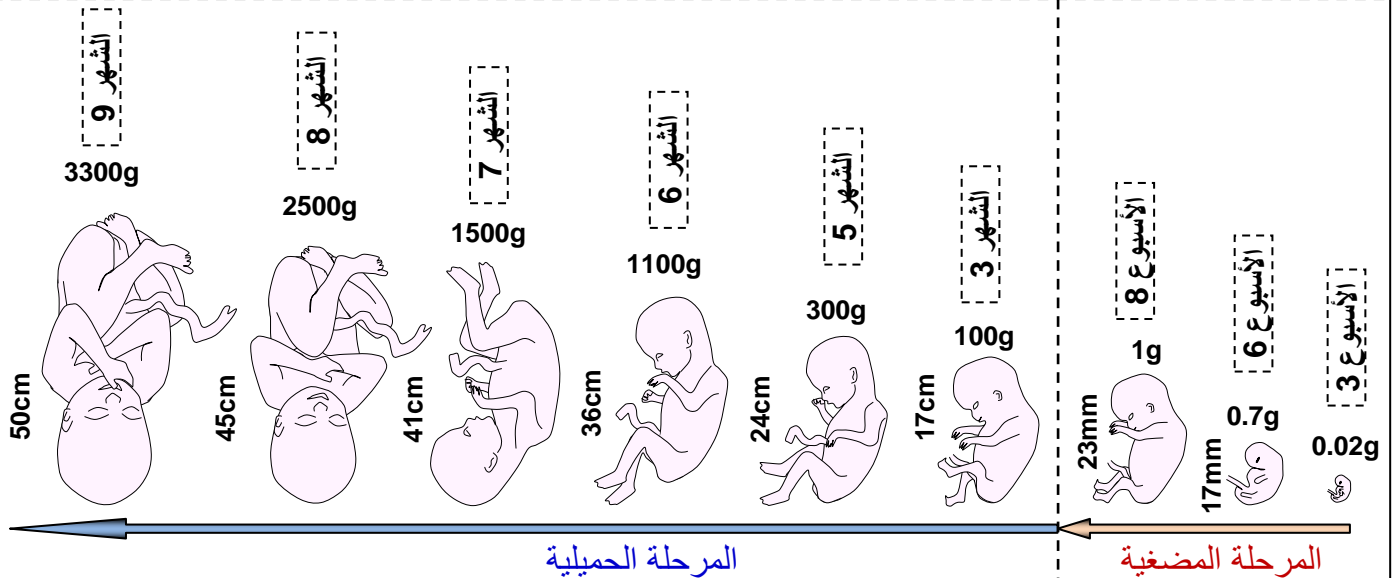 الأسبوع 3
0.02g
الأسبوع 6
0.7g
17mm
الأسبوع 8
1g
23mm
الشهر 3
100g
17cm
الشهر 5
300g
24cm
الشهر 6
1100g
36cm
الشهر 7
1500g
41cm
الشهر 8
2500g
45cm
الشهر 9
3300g
50cm
المرحلة المضغية
المرحلة الحميلية